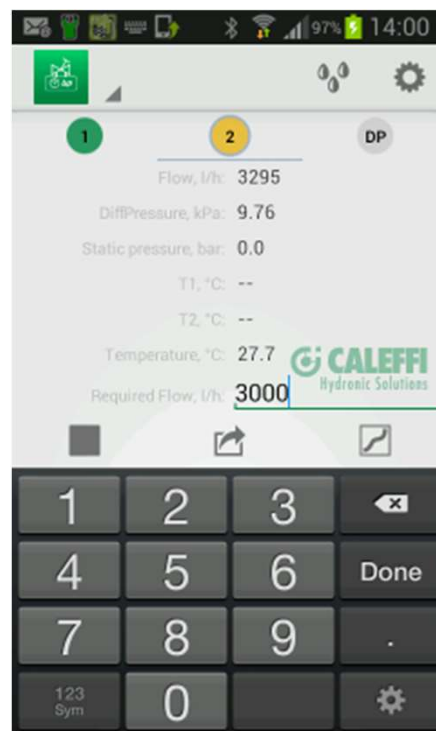 97% 14:00
1 2 DP
Flow, l/h: 3295
DiffPressure, kPa: 9.76
Static pressure, bar: 0.0
T1, °C: --
T2, °C: --
Temperature, °C: 27.7
CALEFFI
Hydronic Solutions
Required Flow, l/h: 3000
1 2 3
4 5 6 Done
7 8 9 .
123
Sym 0